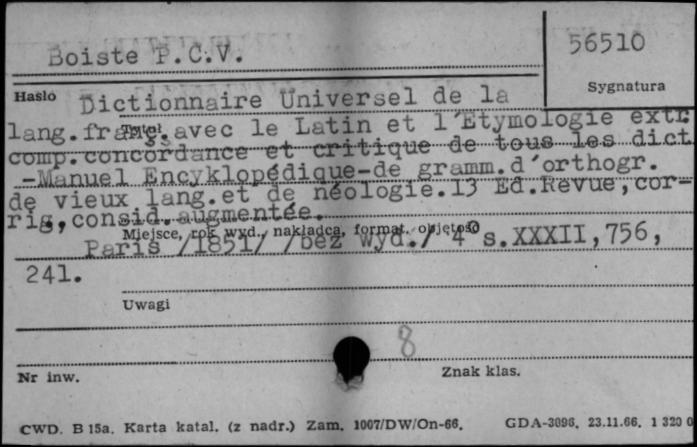 Boiste P.C.V.
56510
Sygnatura
Hasło
Dictionnaire Universel de la
lang.franç.avec le Latin et l'Etymologie extr.
Tytuł
comp.concordance et critique de tous les dict
-Manuel Encyklopédique-de gramm.d'orthogr.
de vieux lang.et de néologie.13 Ed.Revue,cor-
rig,consid.augmentée.
Miejsce, rok wyd., nakładca, format, objętość
Paris /1851/ /bez wyd./ 4° s.XXXII,756,
241.
Uwagi
8
Nr inw.
Znak klas.
CWD. B 15a. Karta katal. (z nadr.) Zam. 1007/DW/On-66. GDA-3096. 23.11.66. 1 320 0